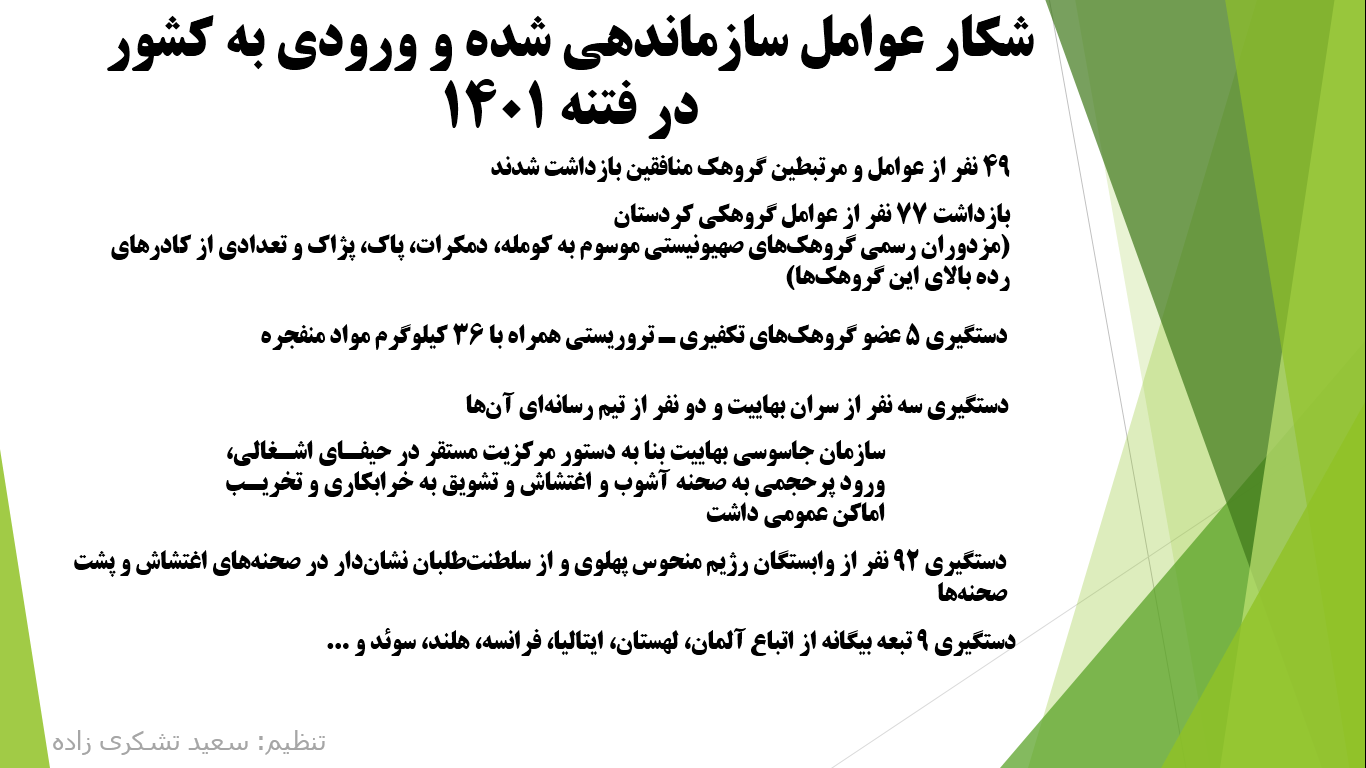 شکار عوامل سازماندهی شده و ورودی به کشور
در فتنه ۱۴۰۱
۴۹ نفر از عوامل و مرتبطین گروهک منافقین بازداشت شدند
بازداشت ۷۷ نفر از عوامل گروهکی کردستان
(مزدوران رسمی گروهک‌های صهیونیستی موسوم به کومله، دمکرات، پاک، پژاک و تعدادی از کادرهای
رده بالای این گروهک‌ها)
دستگیری ۵ عضو گروهک‌های تکفیری ـ تروریستی همراه با ۳۶ کیلوگرم مواد منفجره
دستگیری سه نفر از سران بهاییت و دو نفر از تیم رسانه‌ای آن‌ها
سازمان جاسوسی بهاییت بنا به دستور مرکزیت مستقر در حیفـای اشـغالی،
ورود پرحجمی به صحنه آشوب و اغتشاش و تشویق به خرابکاری و تخریـب
اماکن عمومی داشت
دستگیری ۹۲ نفر از وابستگان رژیم منحوس پهلوی و از سلطنت‌طلبان نشان‌دار در صحنه‌های اغتشاش و پشت
صحنه‌ها
دستگیری ۹ تبعه بیگانه از اتباع آلمان، لهستان، ایتالیا، فرانسه، هلند، سوئد و ...
تنظیم: سعید تشکری زاده